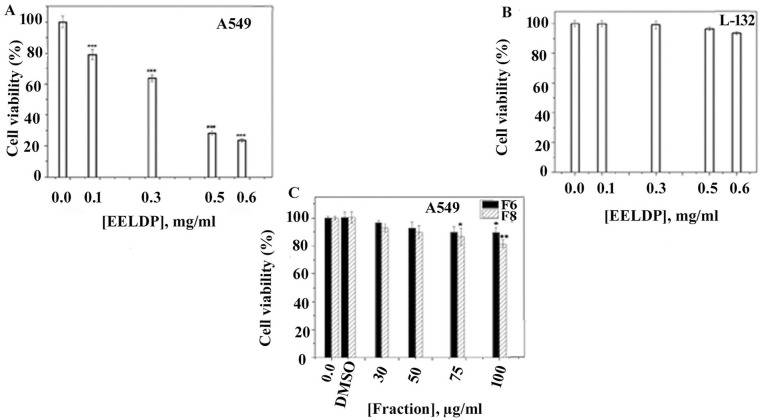 A
A549
100
80
60
40
20
0
Cell viability (%)
***
***
***
***
0.0 0.1 0.3 0.5 0.6
[EELDP], mg/ml
B
L-132
100
80
60
40
20
0
Cell viability (%)
0.0 0.1 0.3 0.5 0.6
[EELDP], mg/ml
C
A549
F6
F8
100
80
60
40
20
0
Cell viability (%)
*
*
**
0.0 DMSO 30 50 75 100
[Fraction], µg/ml